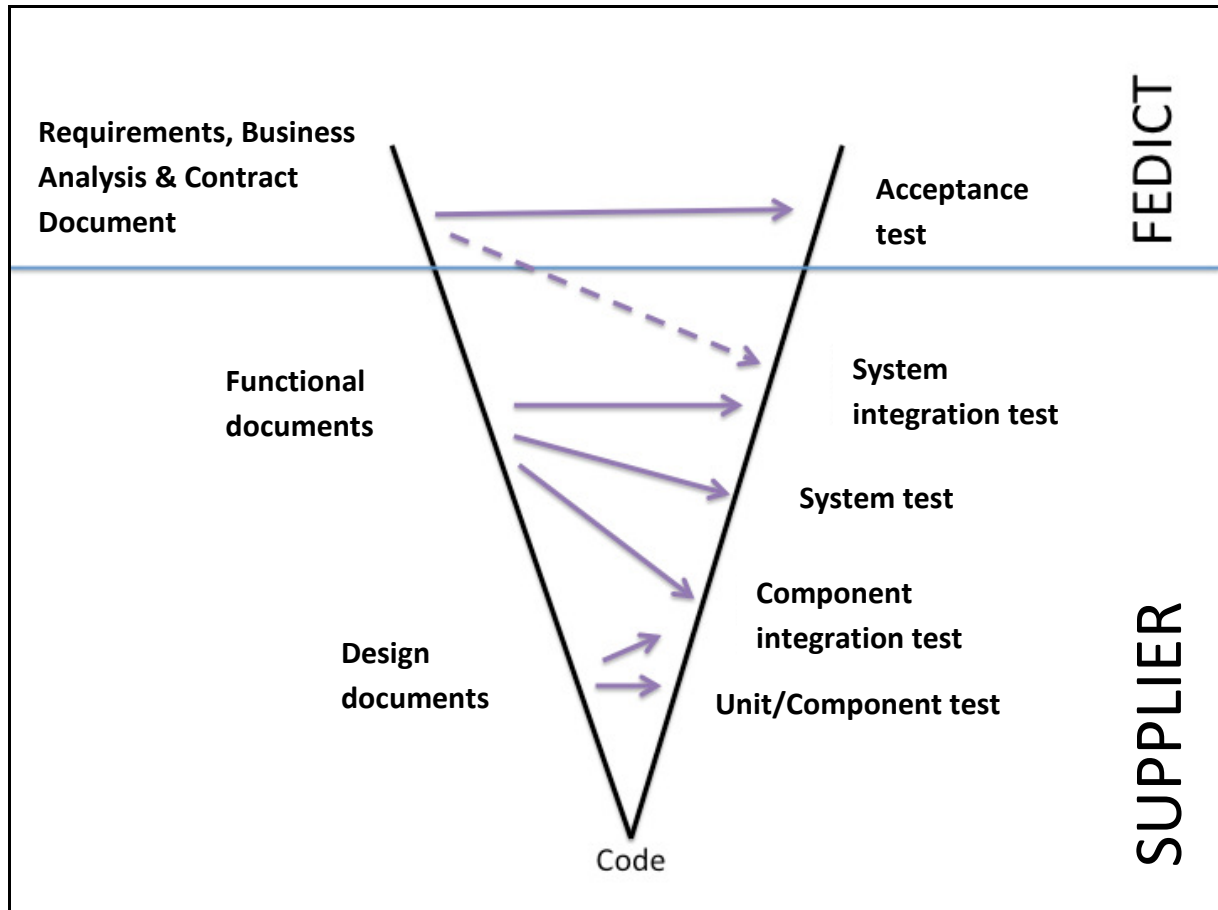 Requirements, Business
Analysis & Contract
Document
Acceptance
test
FEDICT
Functional
documents
System
integration test
System test
Component
integration test
Design
documents
Unit/Component test
SUPPLIER
Code